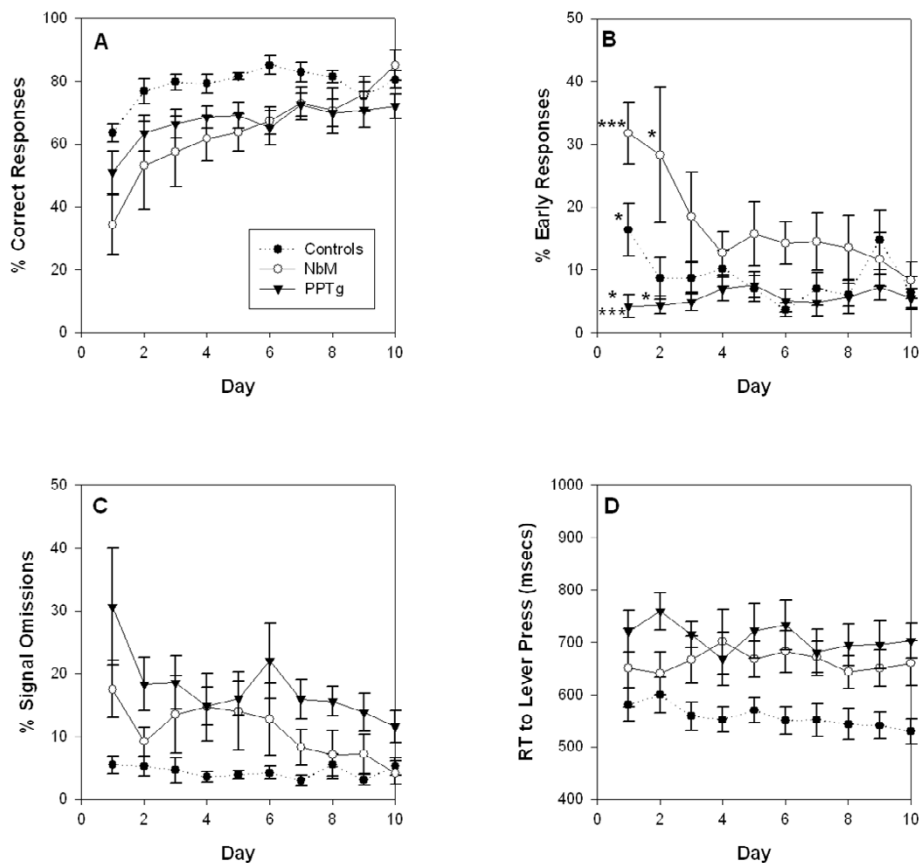 A
% Correct Responses
100
80
60
40
20
0
0 2 4 6 8 10
Day
Controls
NbM
PPTg
B
% Early Responses
50
40
30
20
10
0
***
*
*
*
***
*
0 2 4 6 8 10
Day
C
% Signal Omissions
50
40
30
20
10
0
0 2 4 6 8 10
Day
D
RT to Lever Press (msecs)
1000
900
800
700
600
500
400
0 2 4 6 8 10
Day